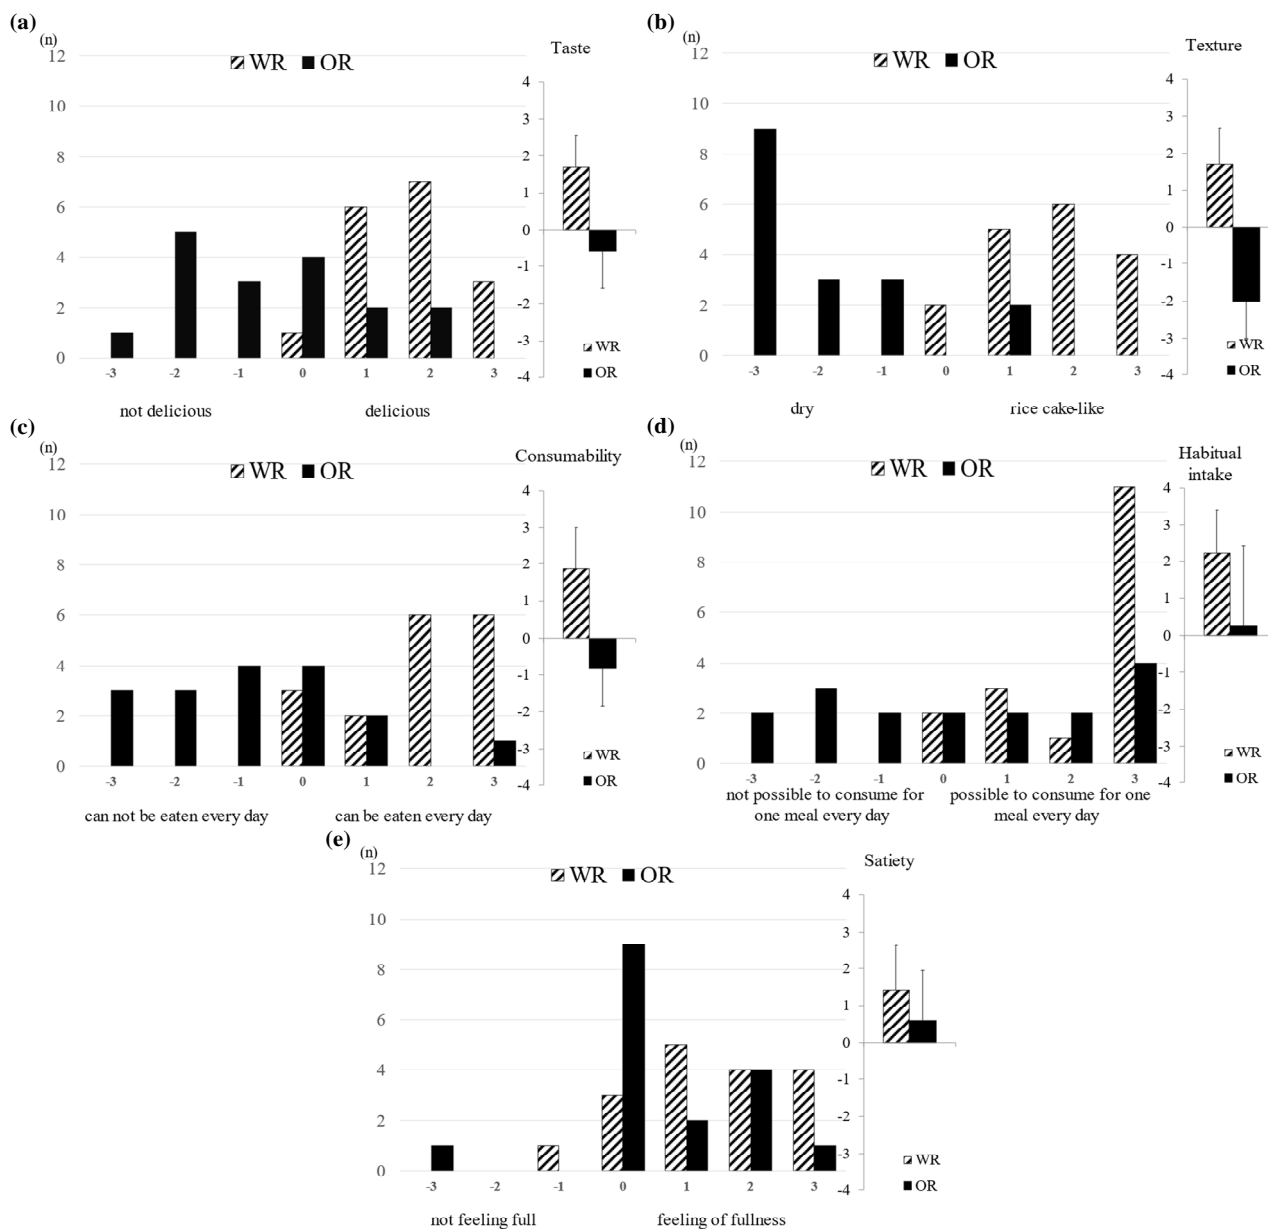 (a)
(n)
Taste
WR OR
12
10
8
6
4
2
0
-3 -2 -1 0 1 2 3
not delicious delicious
4
3
2
1
0
-1
-2
-3
-4
WR
OR
(b)
(n)
Texture
WR OR
12
10
8
6
4
2
0
-3 -2 -1 0 1 2 3
dry rice cake-like
4
3
2
1
0
-1
-2
-3
-4
WR
OR
(c)
(n)
Consumability
WR OR
12
10
8
6
4
2
0
-3 -2 -1 0 1 2 3
can not be eaten every day can be eaten every day
4
3
2
1
0
-1
-2
-3
-4
WR
OR
(d)
(n)
Habitual
intake
WR OR
12
10
8
6
4
2
0
-3 -2 -1 0 1 2 3
not possible to consume for possible to consume for one
one meal every day meal every day
4
3
2
1
0
-1
-2
-3
-4
WR
OR
(e)
(n)
Satiety
WR OR
12
10
8
6
4
2
0
-3 -2 -1 0 1 2 3
not feeling full feeling of fullness
4
3
2
1
0
-1
-2
-3
-4
WR
OR